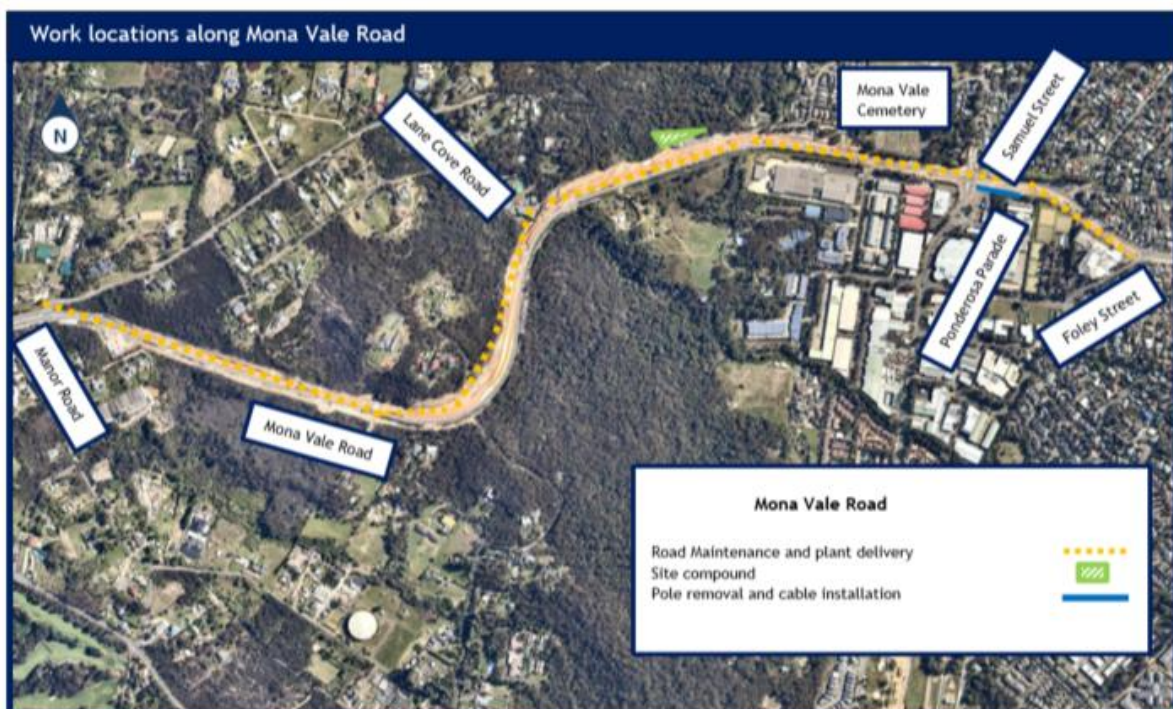 Work locations along Mona Vale Road
N
Mona Vale
Cemetery
Samuel Street
Lane Cove Road
Ponderosa Parade
Foley Street
Manor Road
Mona Vale Road
Mona Vale Road
Road Maintenance and plant delivery
Site compound
Pole removal and cable installation